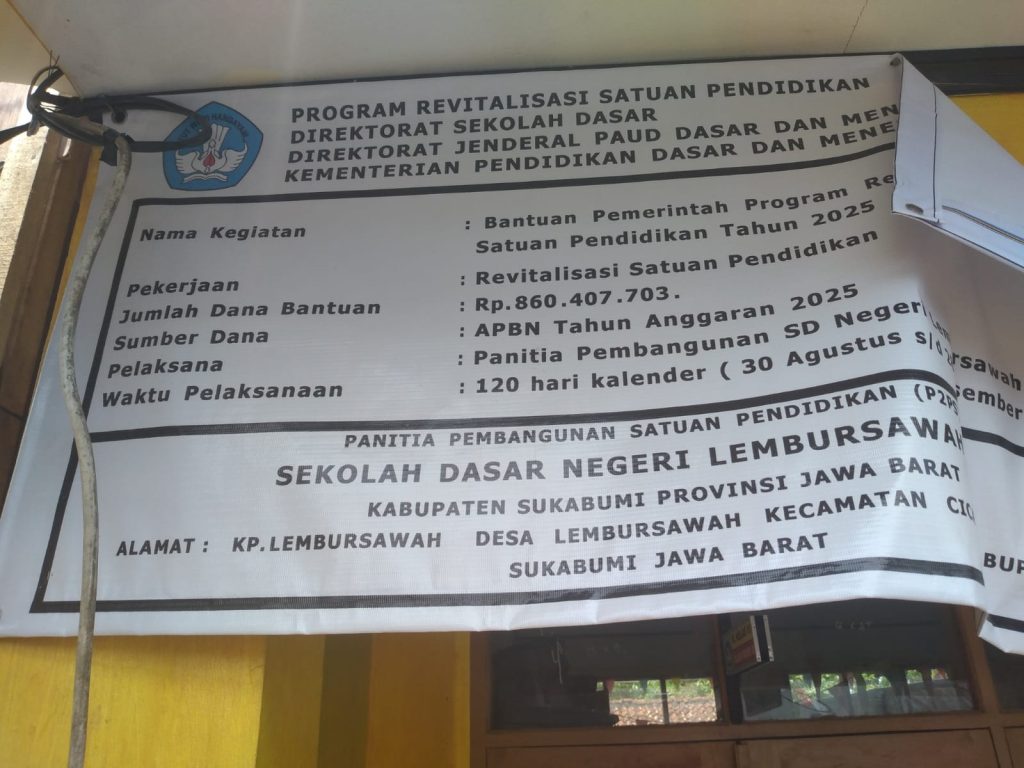 PROGRAM REVITALISASI SATUAN PENDIDIKAN
DIREKTORAT SEKOLAH DASAR
DIREKTORAT JENDERAL PAUD DASAR DAN
KEMENTERIAN PENDIDIKAN DASAR DAN
Nama Kegiatan : Bantuan Pemerintah Program
Satuan Pendidikan Tahun 2025
Pekerjaan : Revitalisasi Satuan Pendidikan
Jumlah Dana Bantuan : Rp.860.407.703.
Sumber Dana : APBN Tahun Anggaran 2025
Pelaksana : Panitia Pembangunan SD Negeri
Waktu Pelaksanaan : 120 hari kalender ( 30 Agustus s/d
PANITIA PEMBANGUNAN SATUAN PENDIDIKAN
SEKOLAH DASAR NEGERI LEMBURSAWAH
KABUPATEN SUKABUMI PROVINSI JAWA BARAT
ALAMAT : KP.LEMBURSAWAH DESA LEMBURSAWAH KECAMATAN
SUKABUMI JAWA BARAT